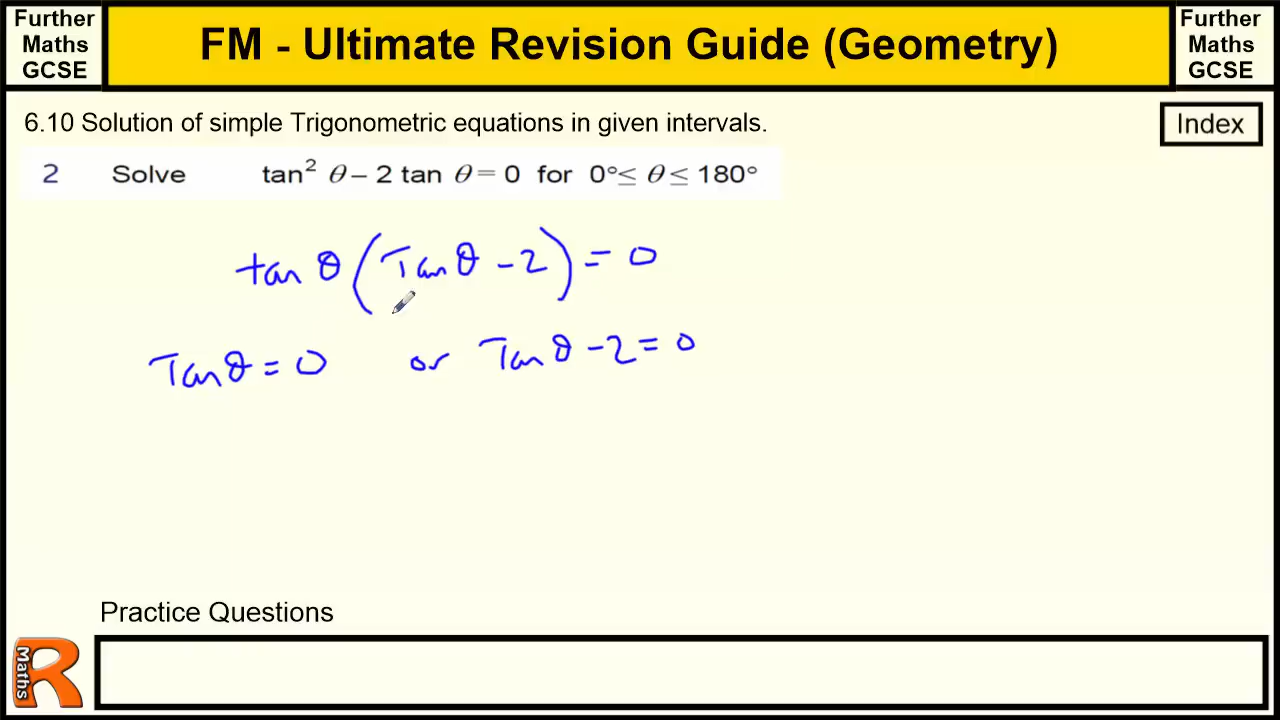 Further
Maths
GCSE
FM - Ultimate Revision Guide (Geometry)
Further
Maths
GCSE
6.10 Solution of simple Trigonometric equations in given intervals.
Index
2 Solve tan² θ – 2 tan θ = 0 for 0°≤ θ ≤ 180°
tan θ (Tan θ - 2) = 0
Tan θ = 0 or Tan θ - 2 = 0
Practice Questions
R
Maths